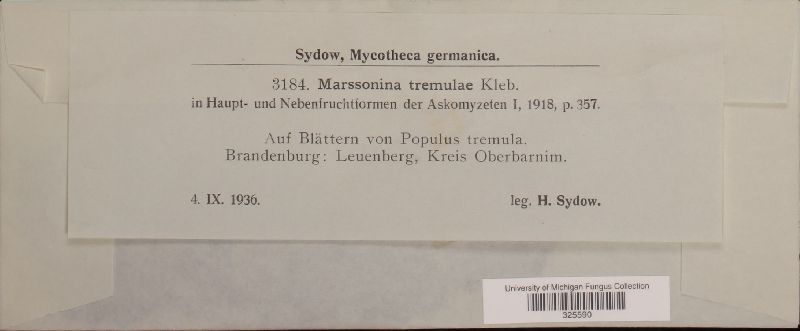 Sydow, Mycotheca germanica.
3184. Marssonina tremulae Kleb.
in Haupt- und Nebenfruchtformen der Askomyzeten I, 1918, p. 357.
Auf Blättern von Populus tremula.
Brandenburg: Leuenberg, Kreis Oberbarnim.
4. IX. 1936. leg. H. Sydow.
University of Michigan Fungus Collection
325590